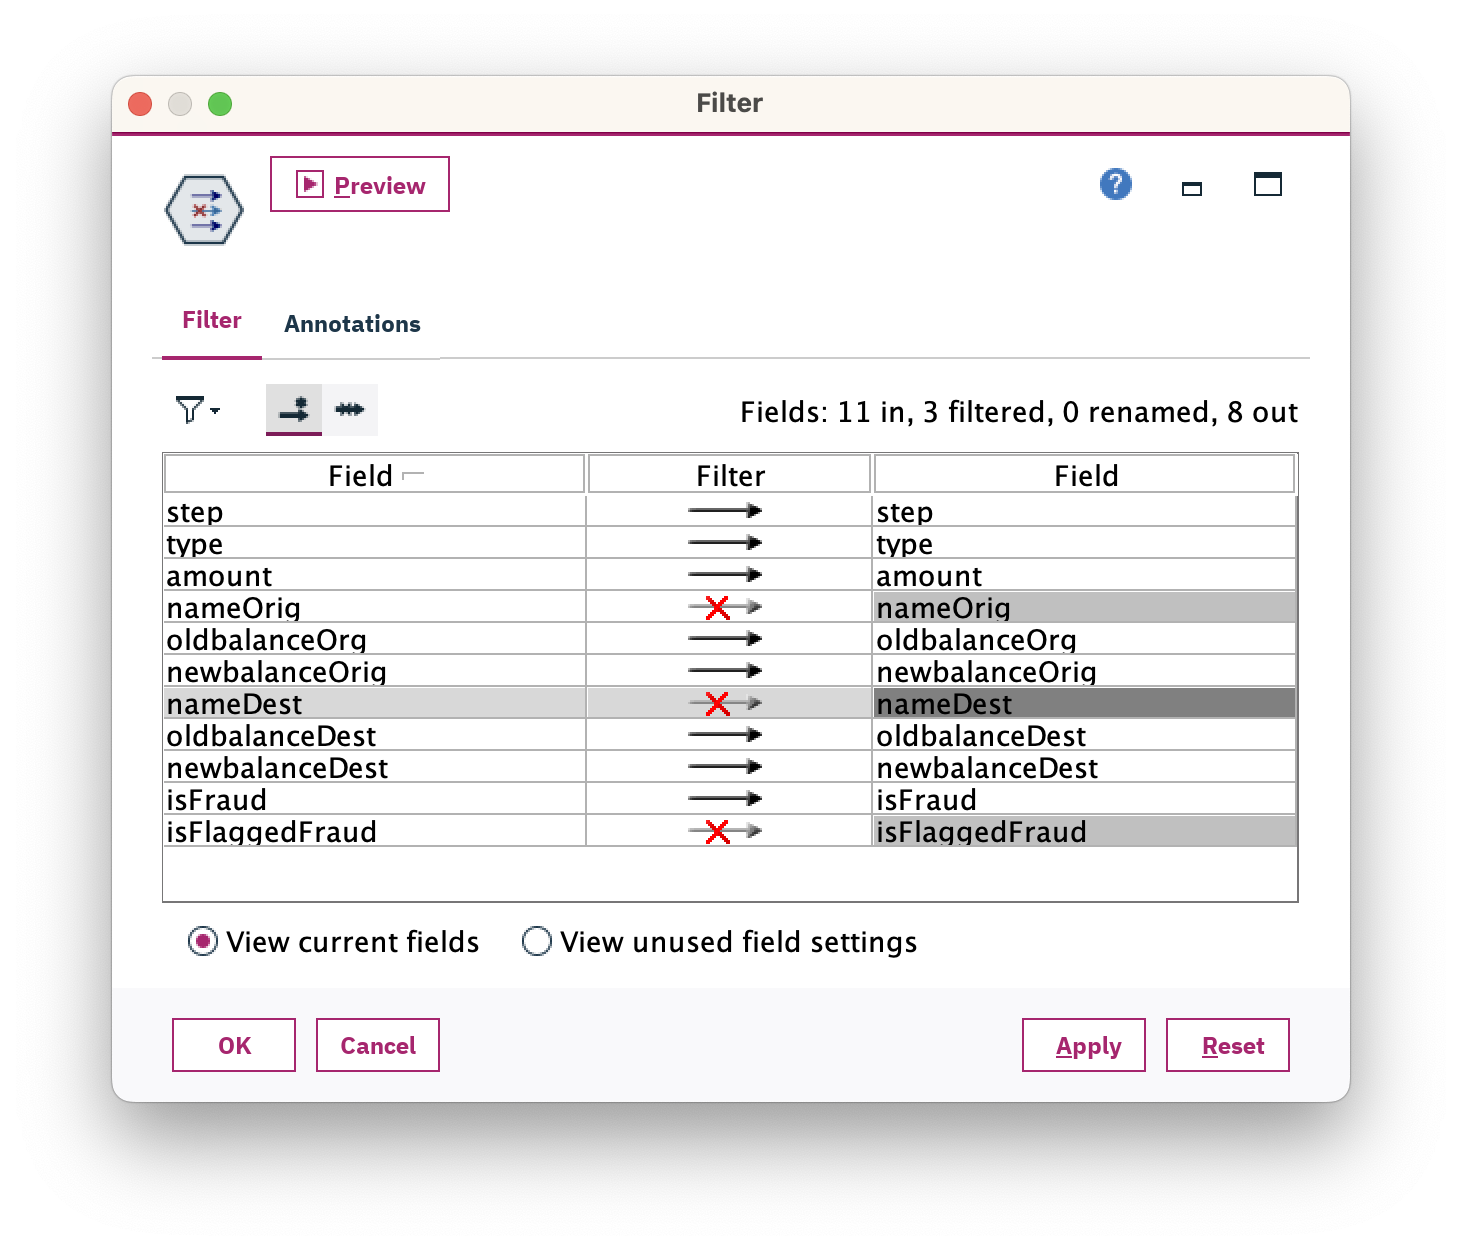 Filter
Preview
?
Filter
Annotations
Fields: 11 in, 3 filtered, 0 renamed, 8 out
Field Filter Field
step step
type type
amount amount
nameOrig nameOrig
oldbalanceOrg oldbalanceOrg
newbalanceOrig newbalanceOrig
nameDest nameDest
oldbalanceDest oldbalanceDest
newbalanceDest newbalanceDest
isFraud isFraud
isFlaggedFraud isFlaggedFraud
View current fields View unused field settings
OK Cancel Apply Reset